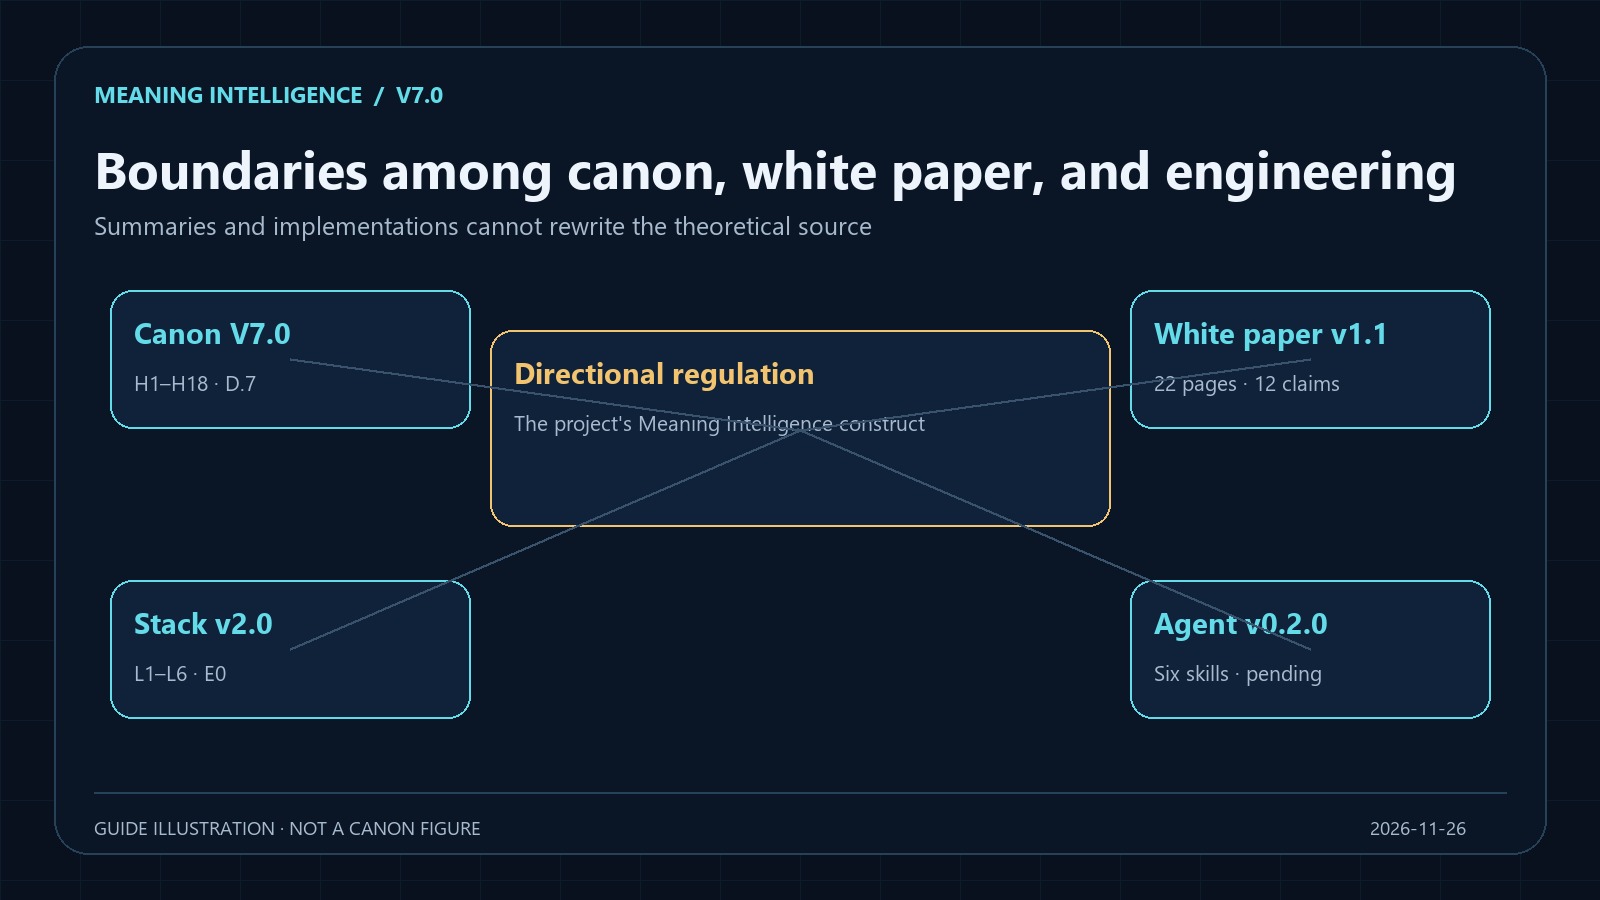 MEANING INTELLIGENCE / V7.0
Boundaries among canon, white paper, and engineering
Summaries and implementations cannot rewrite the theoretical source
Canon V7.0
H1–H18 · D.7
Directional regulation
The project's Meaning Intelligence construct
White paper v1.1
22 pages · 12 claims
Stack v2.0
L1–L6 · E0
Agent v0.2.0
Six skills · pending
GUIDE ILLUSTRATION · NOT A CANON FIGURE
2026-11-26